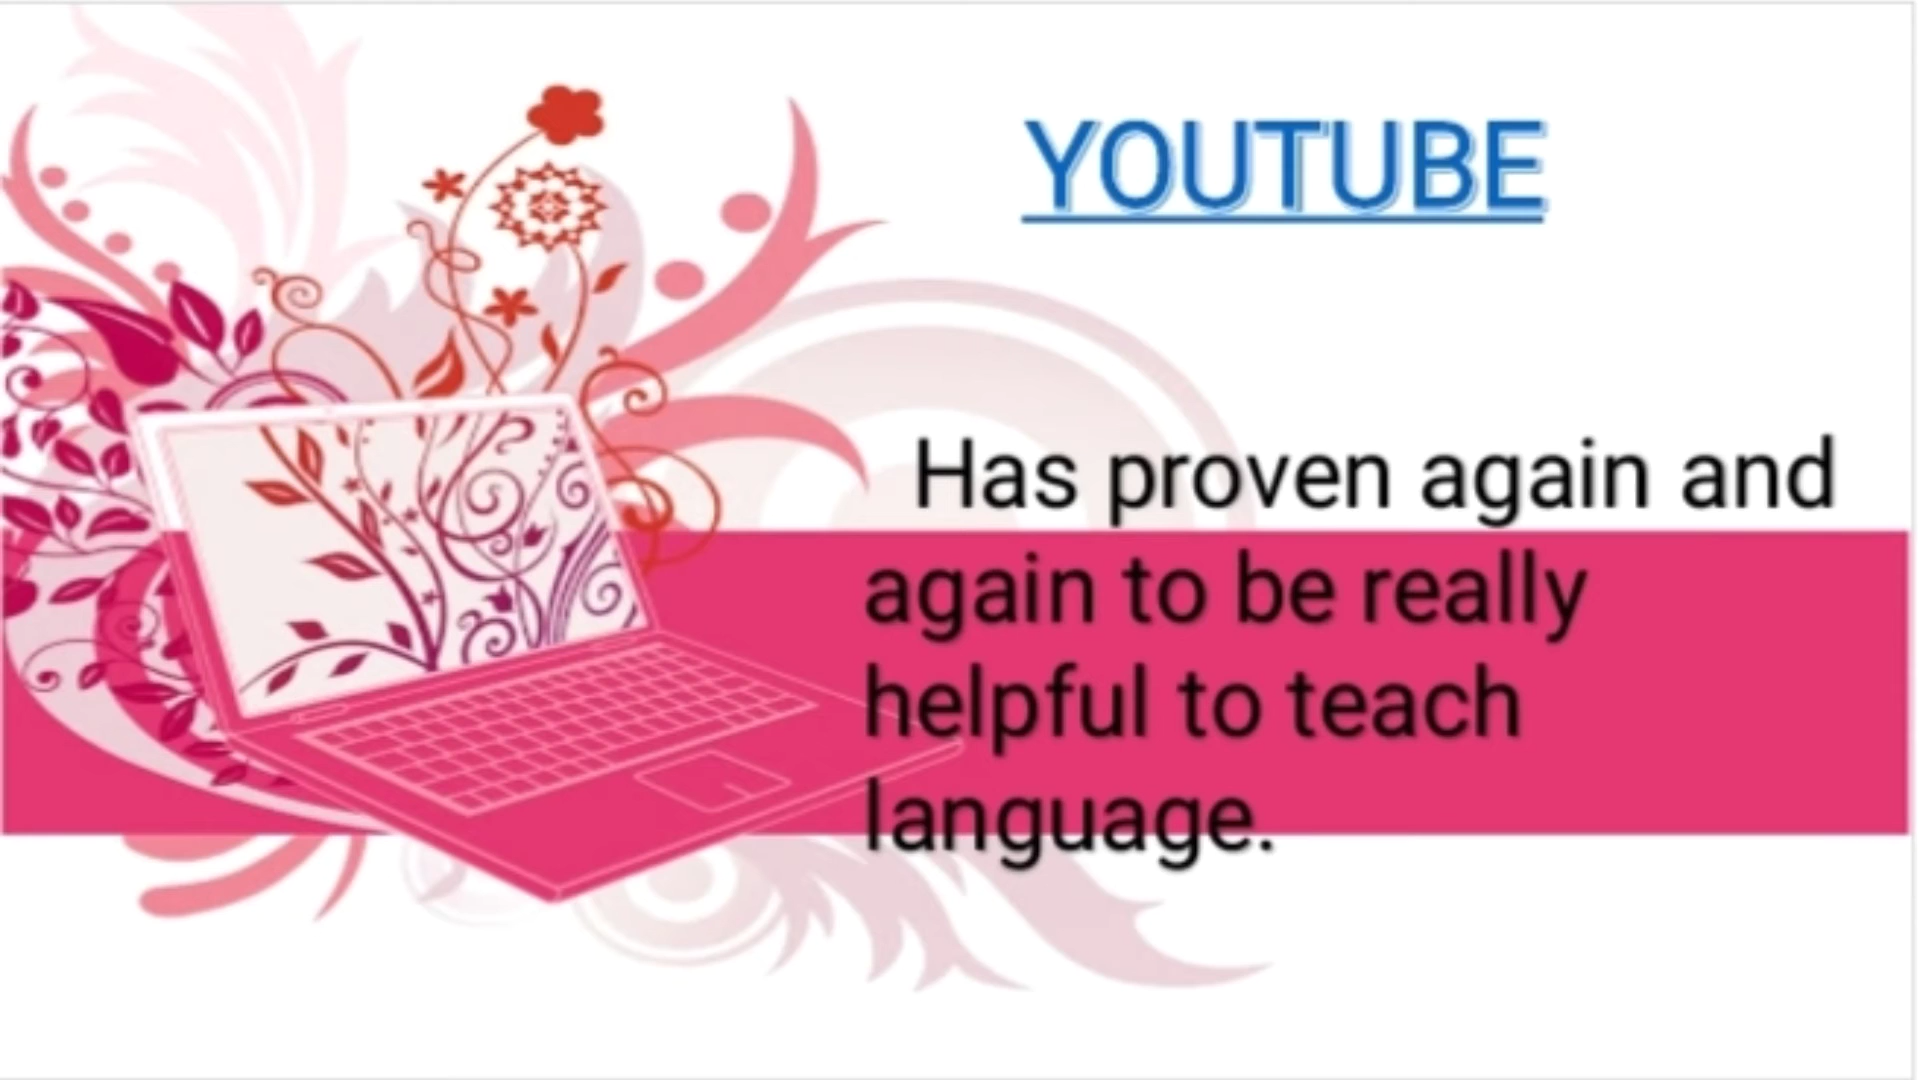 YOUTUBE
Has proven again and
again to be really
helpful to teach
language.